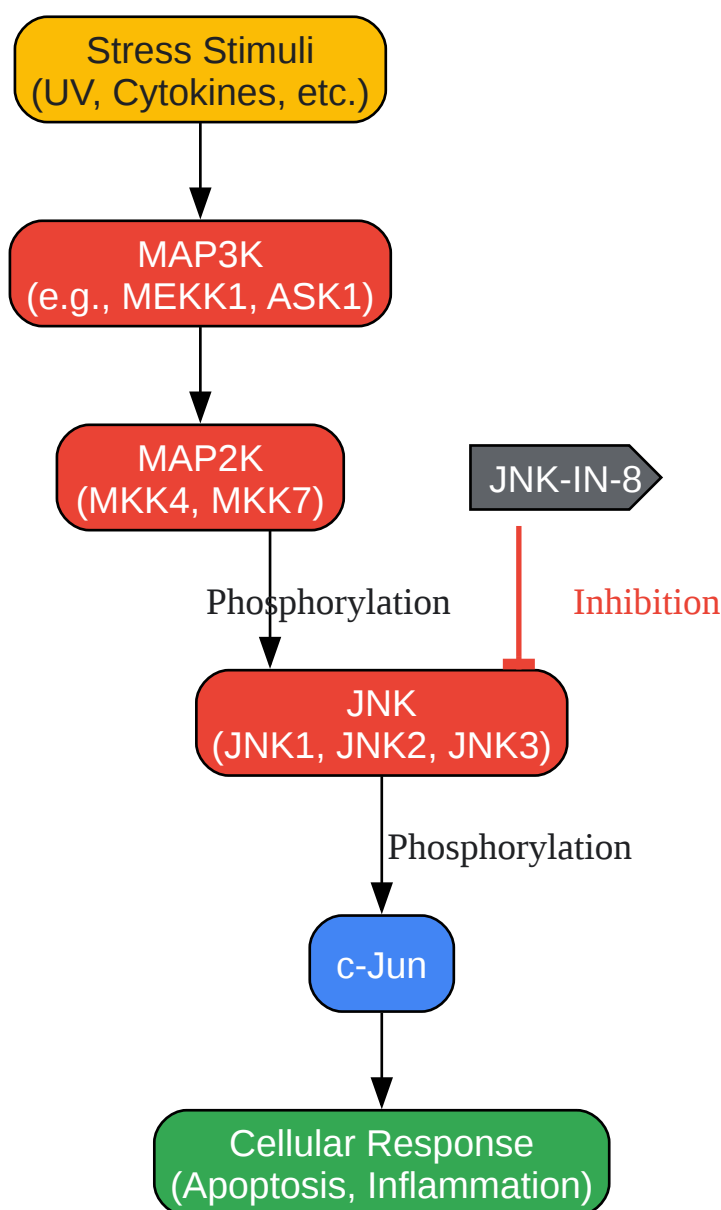 Stress Stimuli
(UV, Cytokines, etc.)
MAP3K
(e.g., MEKK1, ASK1)
MAP2K
(MKK4, MKK7)
JNK-IN-8
Phosphorylation
Inhibition
JNK
(JNK1, JNK2, JNK3)
Phosphorylation
c-Jun
Cellular Response
(Apoptosis, Inflammation)